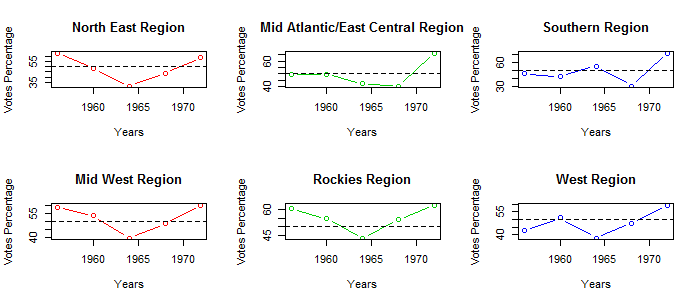 North East Region
Votes Percentage
35 55
1960 1965 1970
Years
Mid Atlantic/East Central Region
Votes Percentage
40 60
1960 1965 1970
Years
Southern Region
Votes Percentage
30 60
1960 1965 1970
Years
Mid West Region
Votes Percentage
40 55
1960 1965 1970
Years
Rockies Region
Votes Percentage
45 60
1960 1965 1970
Years
West Region
Votes Percentage
40 55
1960 1965 1970
Years